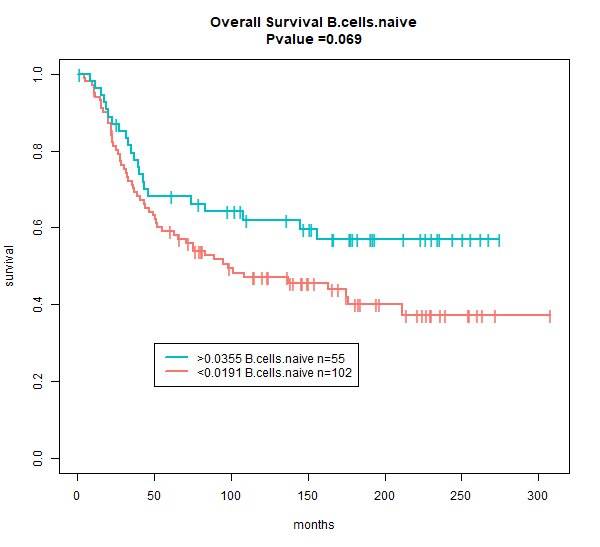 Overall Survival B.cells.naive
Pvalue =0.069
survival
1.0
0.8
0.6
0.4
0.2
0.0
>0.0355 B.cells.naive n=55
<0.0191 B.cells.naive n=102
0 50 100 150 200 250 300
months